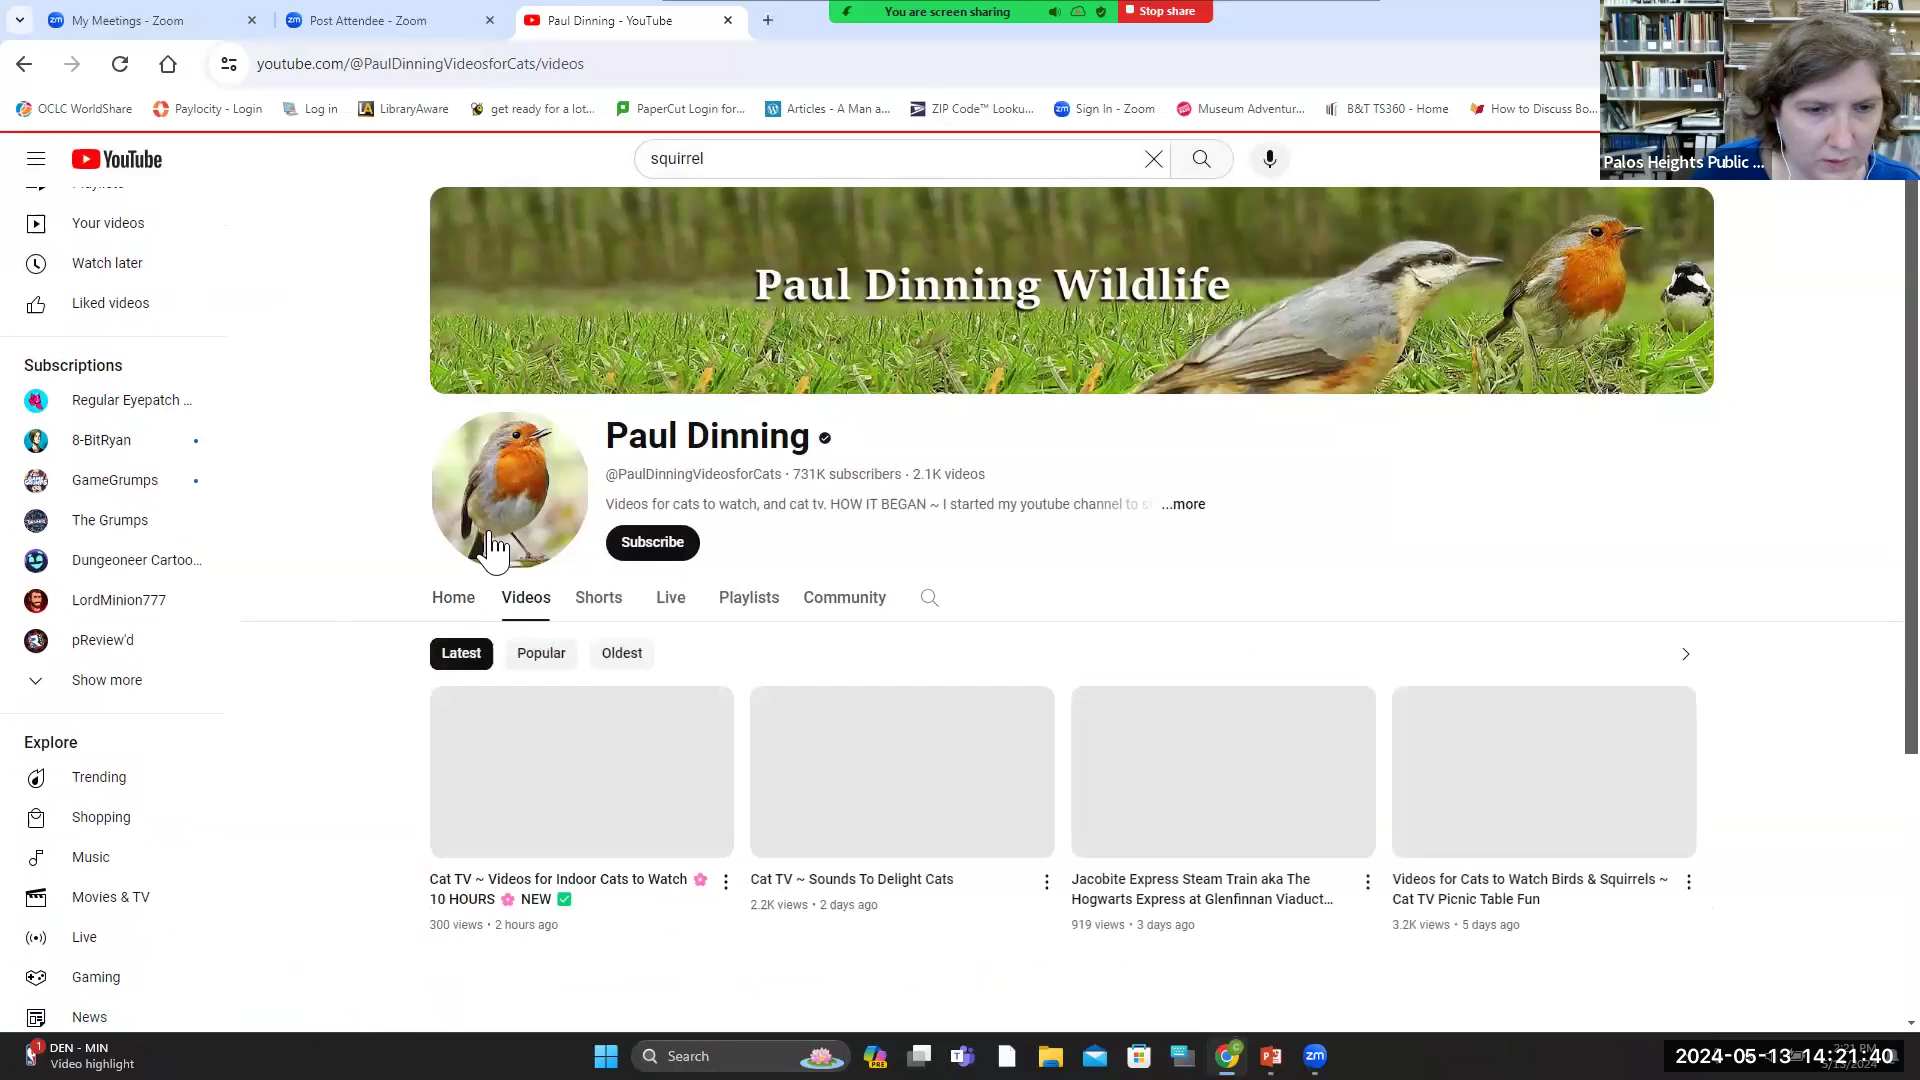 My Meetings - Zoom
Post Attendee - Zoom
Paul Dinning - YouTube
You are screen sharing
Stop share
youtube.com/@PaulDinningVideosforCats/videos
OCLC WorldShare
Paylocity - Login
Log in
LibraryAware
get ready for a lot...
PaperCut Login for...
Articles - A Man a...
ZIP Code™ Looku...
Sign In - Zoom
Museum Adventur...
B&T TS360 - Home
How to Discuss Bo...
Palos Heights Public ...
YouTube
squirrel
Your videos
Watch later
Liked videos
Subscriptions
Regular Eyepatch ...
8-BitRyan
GameGrumps
The Grumps
Dungeoneer Cartoo...
LordMinion777
pReview'd
Show more
Explore
Trending
Shopping
Music
Movies & TV
Live
Gaming
News
Paul Dinning Wildlife
Paul Dinning
@PaulDinningVideosforCats · 731K subscribers · 2.1K videos
Videos for cats to watch, and cat tv. HOW IT BEGAN ~ I started my youtube channel to ...more
Subscribe
Home
Videos
Shorts
Live
Playlists
Community
Latest
Popular
Oldest
Cat TV ~ Videos for Indoor Cats to Watch 🌸
10 HOURS 🌸 NEW ✅
300 views • 2 hours ago
Cat TV ~ Sounds To Delight Cats
2.2K views • 2 days ago
Jacobite Express Steam Train aka The
Hogwarts Express at Glenfinnan Viaduct...
919 views • 3 days ago
Videos for Cats to Watch Birds & Squirrels ~
Cat TV Picnic Table Fun
3.2K views • 5 days ago
1
DEN - MIN
Video highlight
Search
2024-05-13 14:21:40